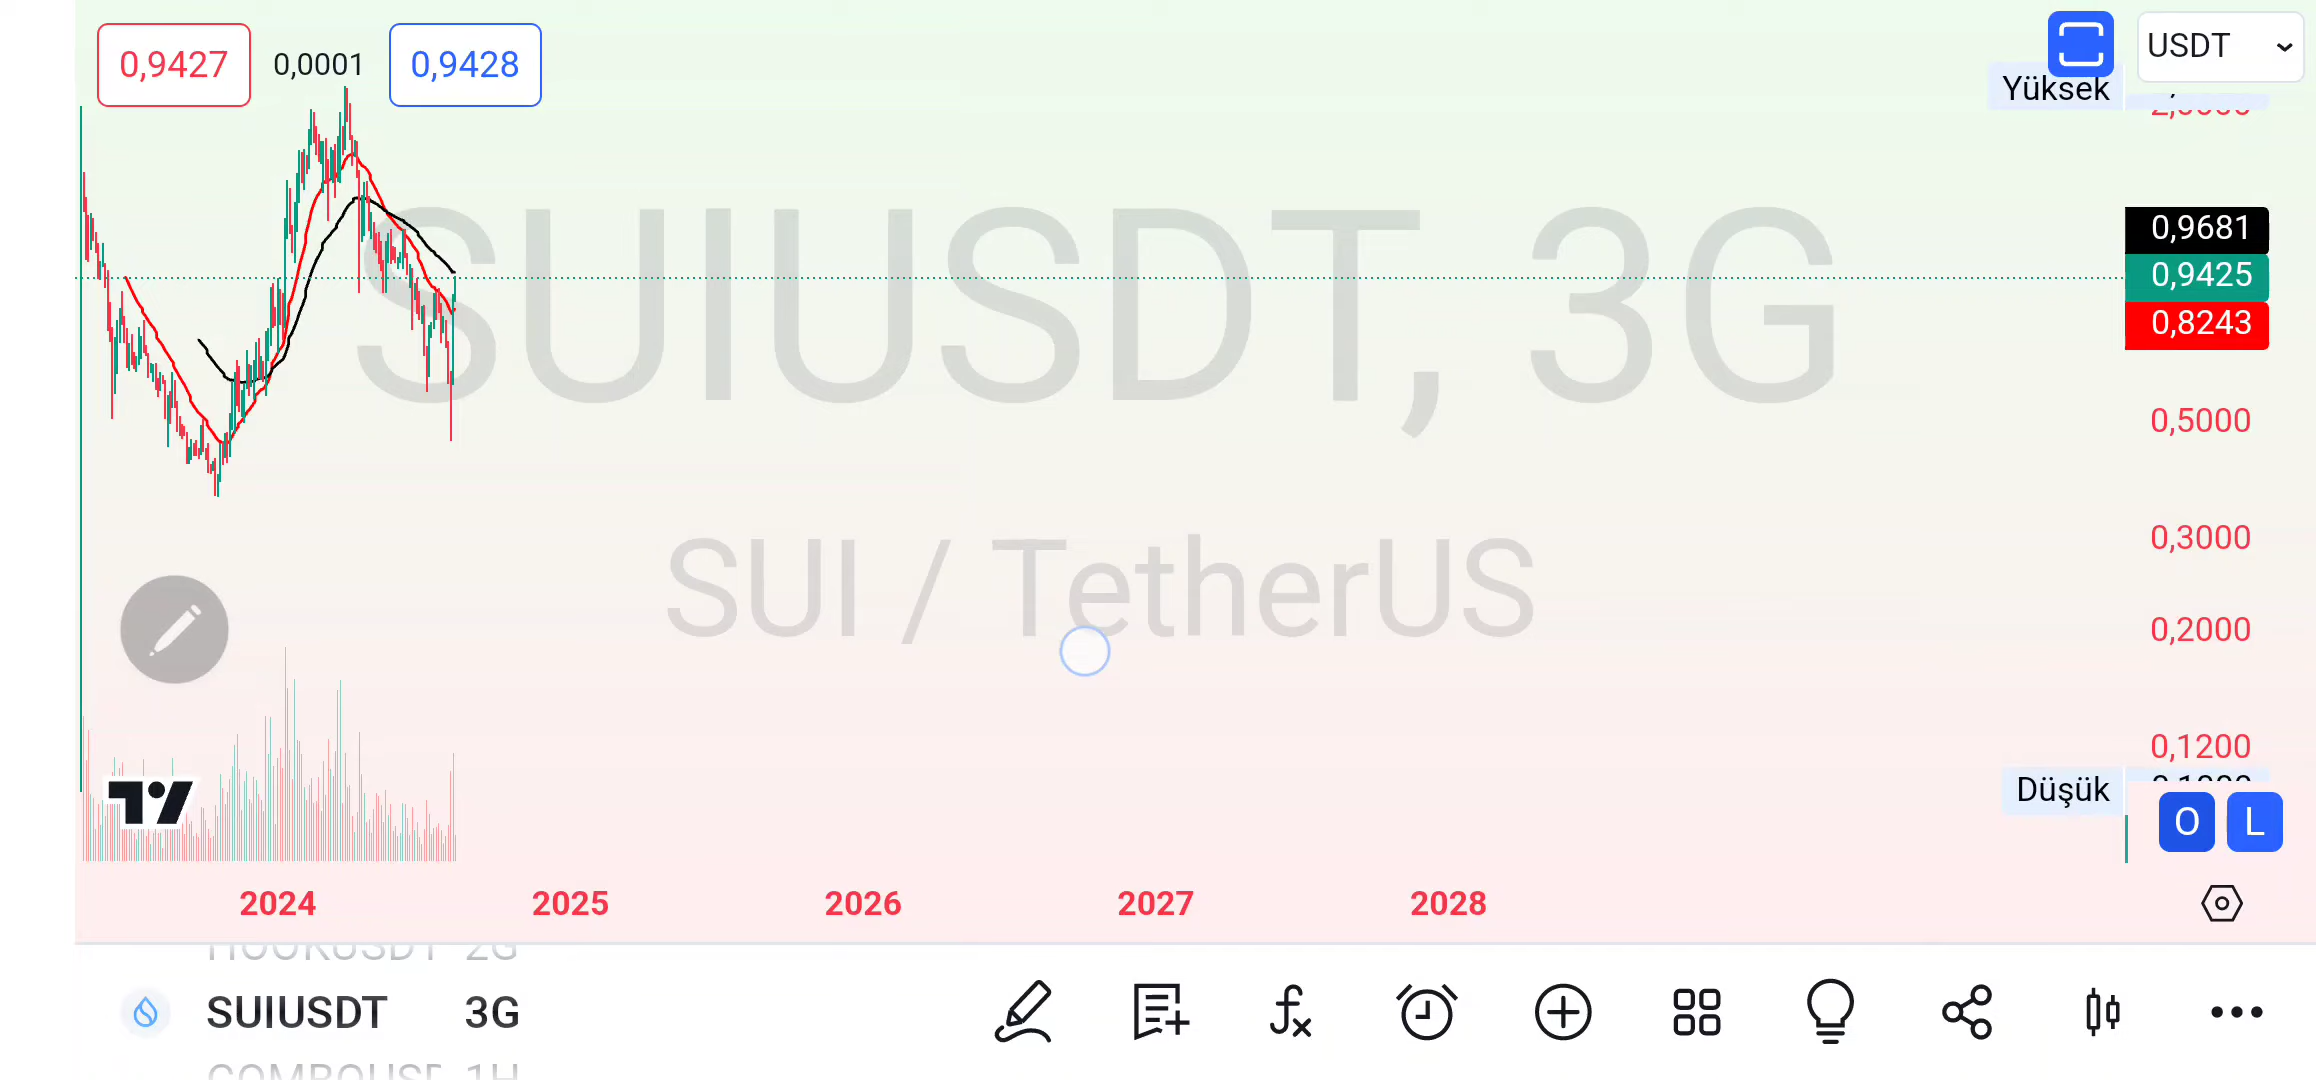 0,9427 0,0001 0,9428
USDT
Yüksek
SUIUSDT, 3G
SUI / TetherUS
0,9681
0,9425
0,8243
0,5000
0,3000
0,2000
0,1200
Düşük
O L
2024 2025 2026 2027 2028
SUIUSDT 3G